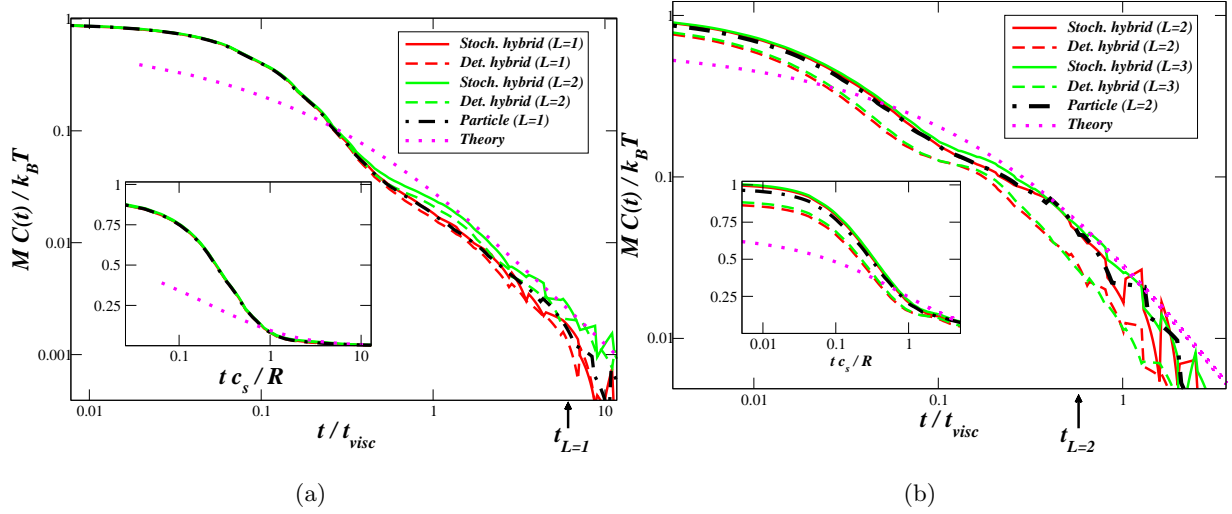 1
0.1
0.01
0.001
M C(t) / k_B T
Stoch. hybrid (L=1)
Det. hybrid (L=1)
Stoch. hybrid (L=2)
Det. hybrid (L=2)
Particle (L=1)
Theory
1
0.75
0.5
0.25
0.1
1
10
t c_s / R
0.01
0.1
1
10
t / t_visc
t_L=1
(a)
1
0.1
0.01
M C(t) / k_B T
Stoch. hybrid (L=2)
Det. hybrid (L=2)
Stoch. hybrid (L=3)
Det. hybrid (L=3)
Particle (L=2)
Theory
1
0.75
0.5
0.25
0
0.01
0.1
1
t c_s / R
0.01
0.1
1
t / t_visc
t_L=2
(b)